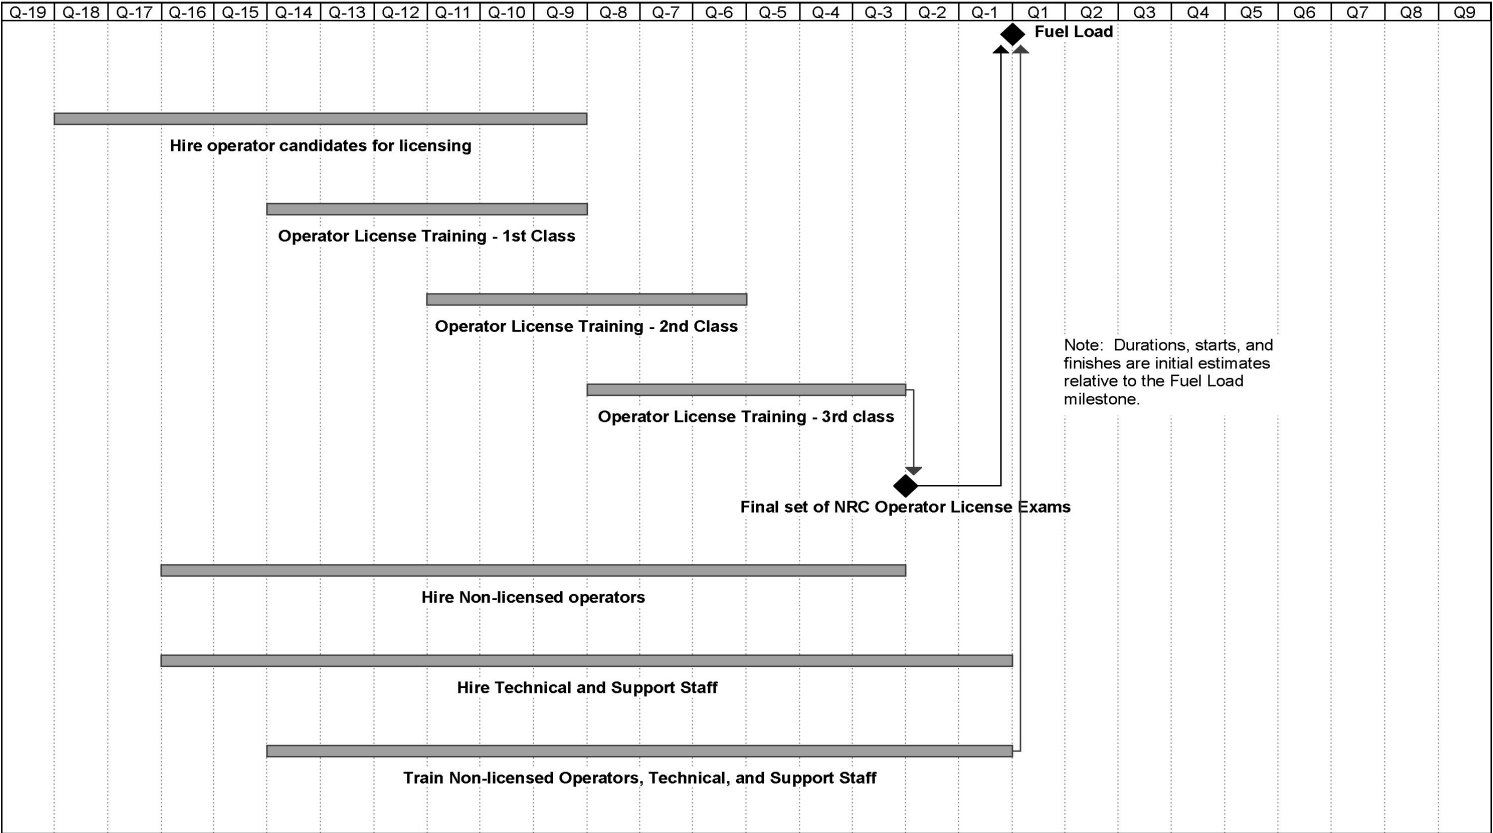 Q-19 Q-18 Q-17 Q-16 Q-15 Q-14 Q-13 Q-12 Q-11 Q-10 Q-9 Q-8 Q-7 Q-6 Q-5 Q-4 Q-3 Q-2 Q-1 Q1 Q2 Q3 Q4 Q5 Q6 Q7 Q8 Q9
Fuel Load
Hire operator candidates for licensing
Operator License Training - 1st Class
Operator License Training - 2nd Class
Note: Durations, starts, and
finishes are initial estimates
relative to the Fuel Load
milestone.
Operator License Training - 3rd class
Final set of NRC Operator License Exams
Hire Non-licensed operators
Hire Technical and Support Staff
Train Non-licensed Operators, Technical, and Support Staff